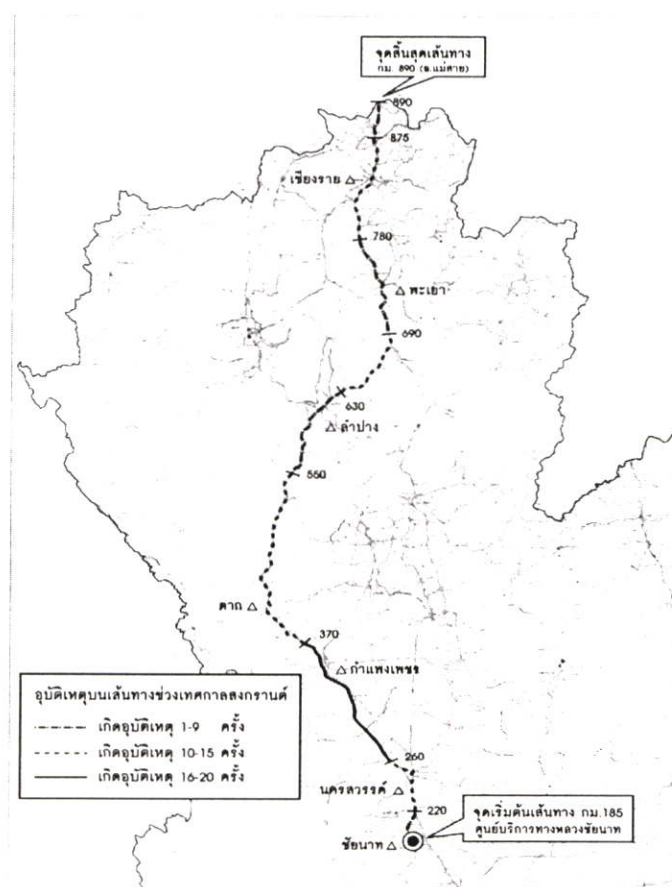 จุดสิ้นสุดเส้นทาง
กม. 890 (อ.แม่สาย)
890
875
เชียงราย
780
พะเยา
690
630
ลำปาง
550
ตาก
370
กำแพงเพชร
อุบัติเหตุบนเส้นทางช่วงเทศกาลสงกรานต์
เกิดอุบัติเหตุ 1-9 ครั้ง
เกิดอุบัติเหตุ 10-15 ครั้ง
เกิดอุบัติเหตุ 16-20 ครั้ง
260
นครสวรรค์
220
จุดเริ่มต้นเส้นทาง กม.185
ศูนย์บริการทางหลวงชัยนาท
ชัยนาท